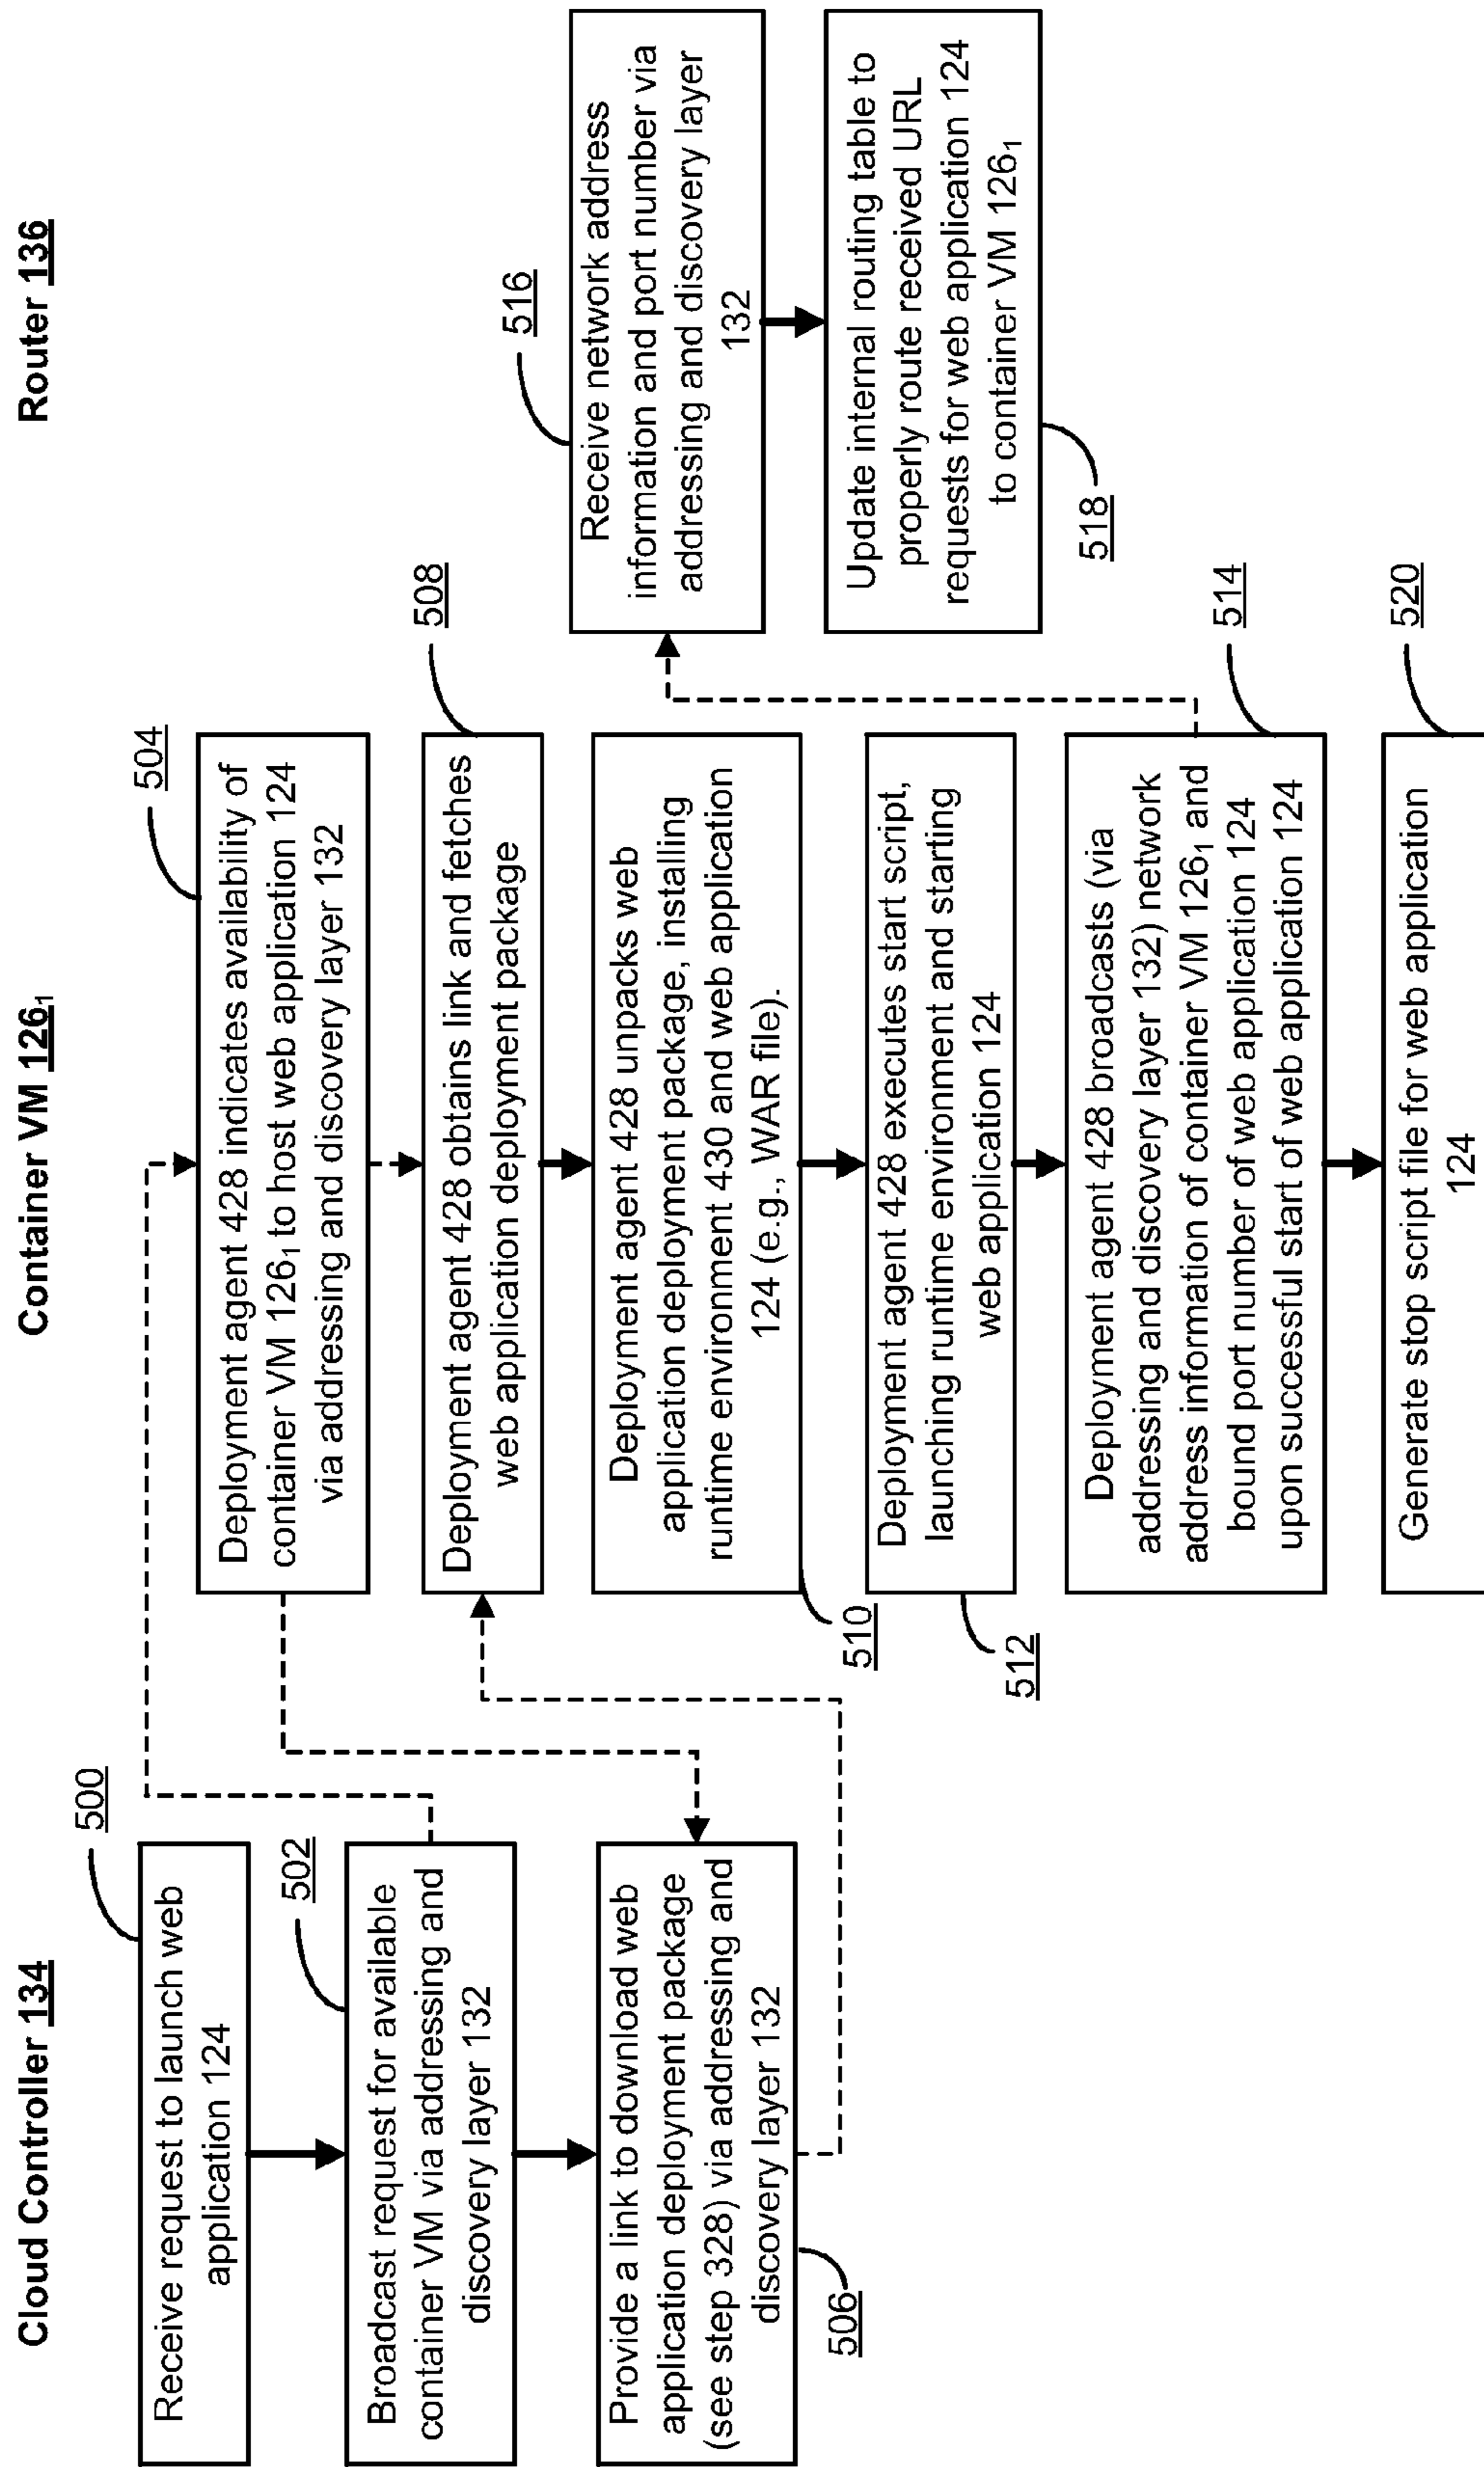 Cloud Controller 134
500
Receive request to launch web
application 124
502
Broadcast request for available
container VM via addressing and
discovery layer 132
Provide a link to download web
application deployment package
(see step 328) via addressing and
discovery layer 132
506
Container VM 126₁
504
Deployment agent 428 indicates availability of
container VM 126₁ to host web application 124
via addressing and discovery layer 132
508
Deployment agent 428 obtains link and fetches
web application deployment package
Deployment agent 428 unpacks web
application deployment package, installing
runtime environment 430 and web application
124 (e.g., WAR file).
510
Deployment agent 428 executes start script,
launching runtime environment and starting
web application 124
512
514
Deployment agent 428 broadcasts (via
addressing and discovery layer 132) network
address information of container VM 126₁ and
bound port number of web application 124
upon successful start of web application 124
520
Generate stop script file for web application
124
Router 136
516
Receive network address
information and port number via
addressing and discovery layer
132
Update internal routing table to
properly route received URL
requests for web application 124
to container VM 126₁
518